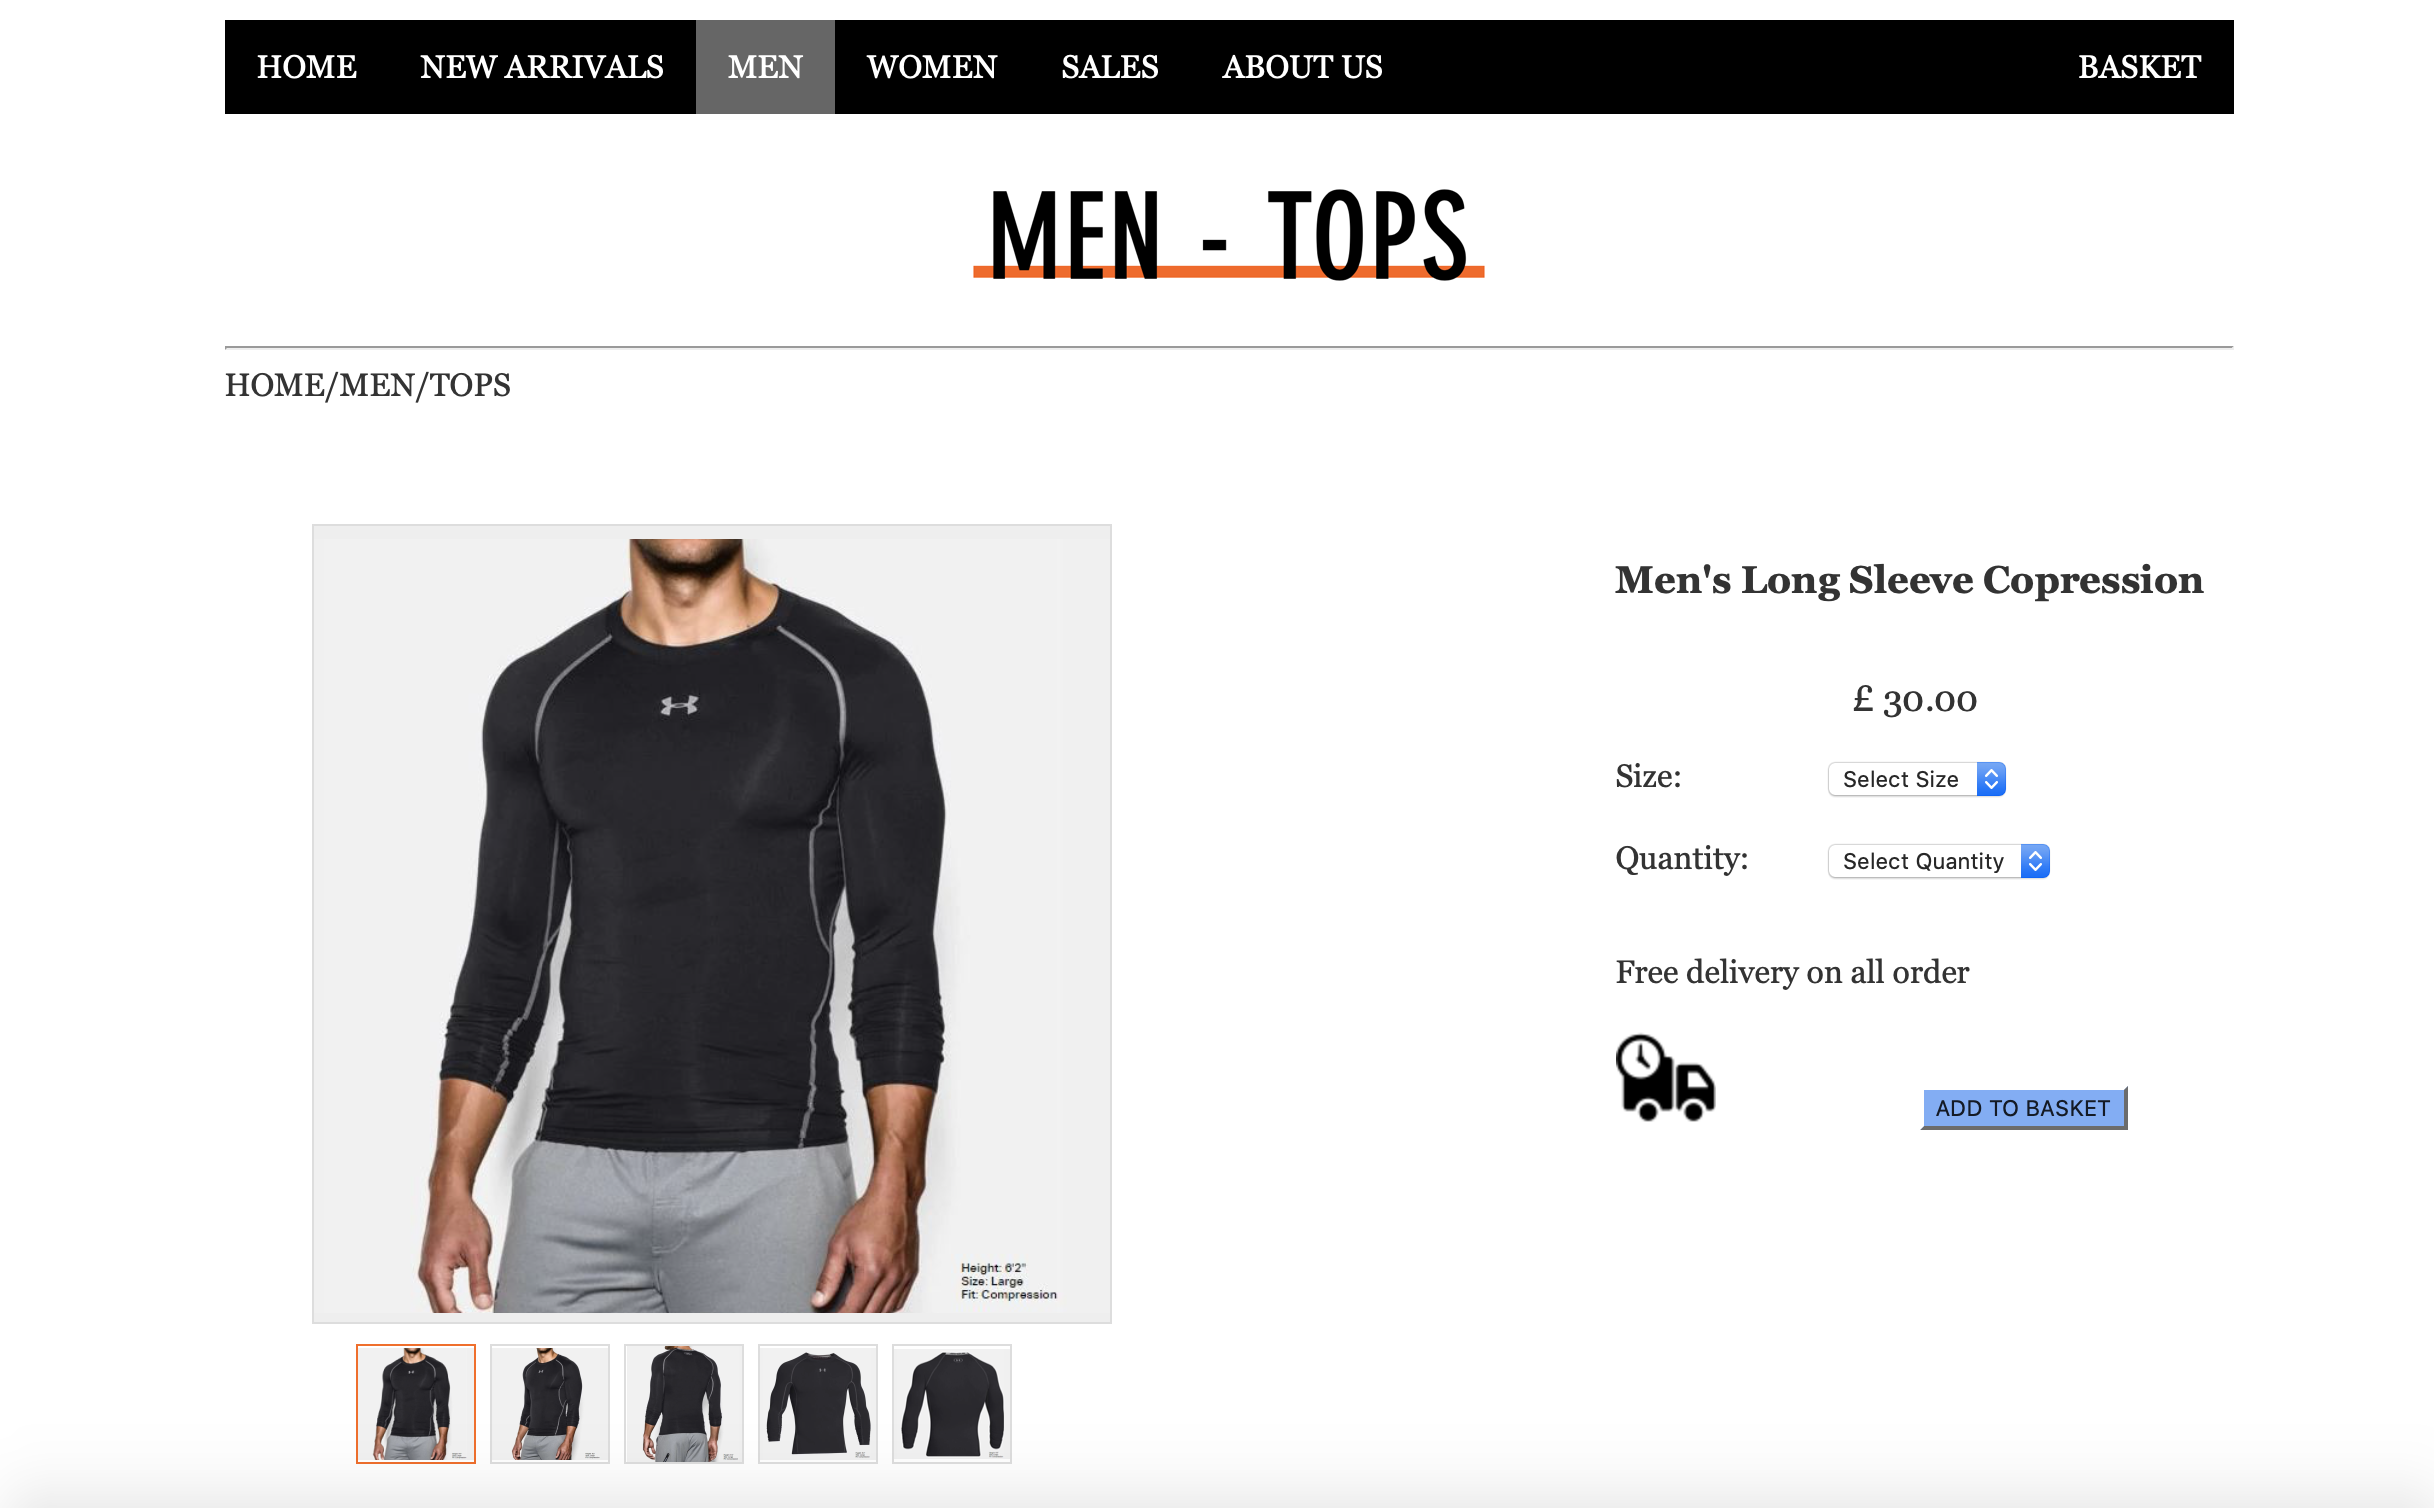 HOME NEW ARRIVALS MEN WOMEN SALES ABOUT US BASKET
MEN - TOPS
HOME/MEN/TOPS
Men's Long Sleeve Copression
£ 30.00
Size: Select Size
Quantity: Select Quantity
Free delivery on all order
ADD TO BASKET
Height: 6'2"
Size: Large
Fit: Compression